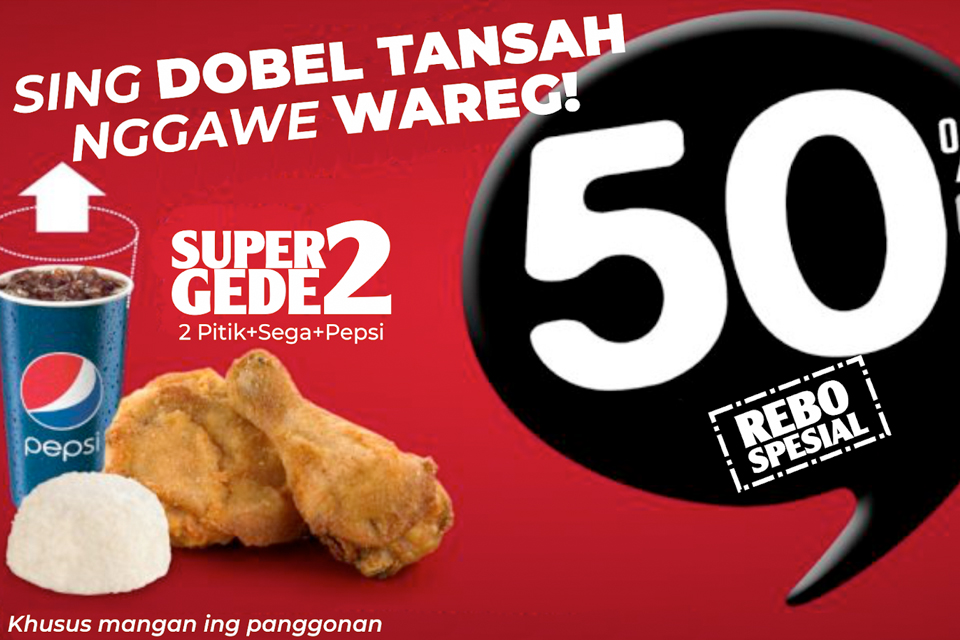 SING DOBEL TANSAH
NGGAWE WAREG!
50%
SUPER
GEDE2
2 Pitik+Sega+Pepsi
pepsi
REBO
SPESIAL
Khusus mangan ing panggonan